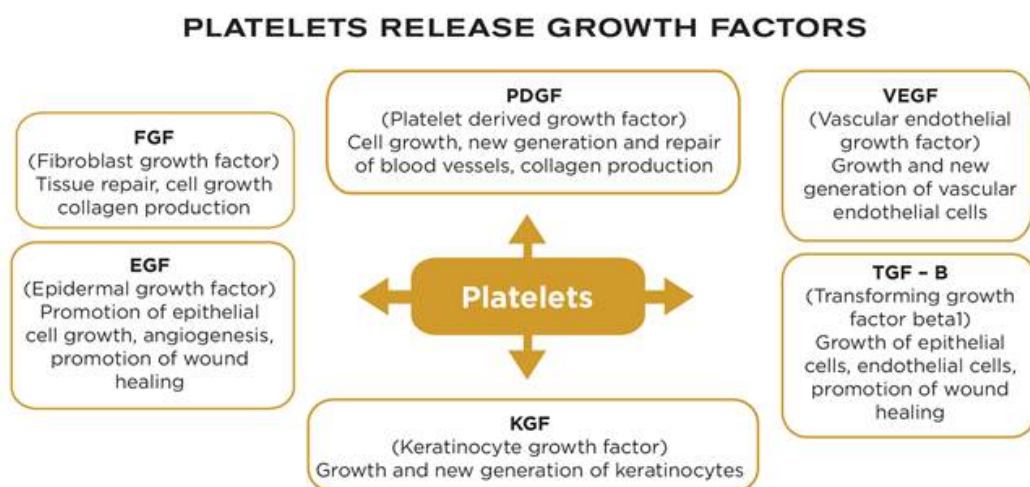 PLATELETS RELEASE GROWTH FACTORS
FGF
(Fibroblast growth factor)
Tissue repair, cell growth
collagen production
PDGF
(Platelet derived growth factor)
Cell growth, new generation and repair
of blood vessels, collagen production
VEGF
(Vascular endothelial
growth factor)
Growth and new
generation of vascular
endothelial cells
EGF
(Epidermal growth factor)
Promotion of epithelial
cell growth, angiogenesis,
promotion of wound
healing
Platelets
TGF – B
(Transforming growth
factor beta1)
Growth of epithelial
cells, endothelial cells,
promotion of wound
healing
KGF
(Keratinocyte growth factor)
Growth and new generation of keratinocytes